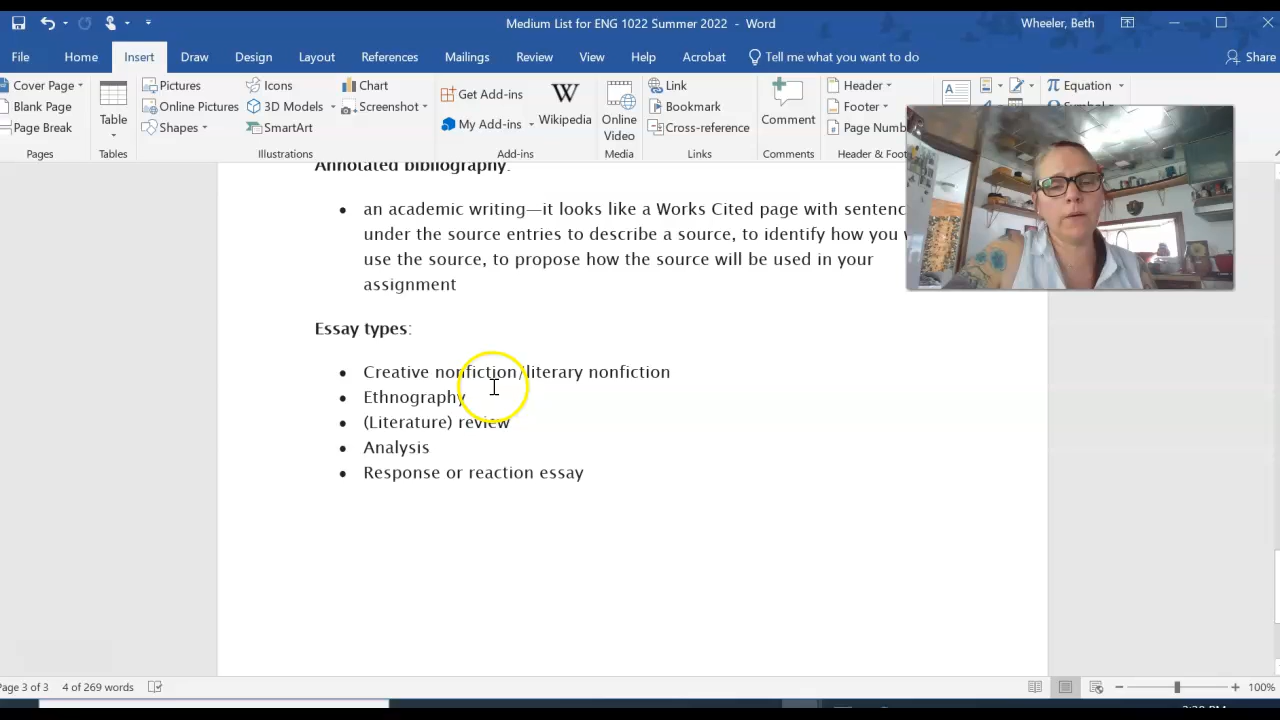 Medium List for ENG 1022 Summer 2022 - Word
Wheeler, Beth
File Home Insert Draw Design Layout References Mailings Review View Help Acrobat Tell me what you want to do Share
Cover Page
Blank Page
Page Break
Pages
Table
Tables
Pictures
Online Pictures
Shapes
Icons
3D Models
SmartArt
Chart
Screenshot
Illustrations
Get Add-ins
My Add-ins
Wikipedia
Add-ins
Online
Video
Media
Link
Bookmark
Cross-reference
Links
Comment
Comments
Header
Footer
Page Numb
Header & Foo
A
Equation
Annotated bibliography:
• an academic writing—it looks like a Works Cited page with sentenc
under the source entries to describe a source, to identify how you
use the source, to propose how the source will be used in your
assignment
Essay types:
• Creative nonfiction/literary nonfiction
• Ethnography
• (Literature) review
• Analysis
• Response or reaction essay
Page 3 of 3 4 of 269 words
100%